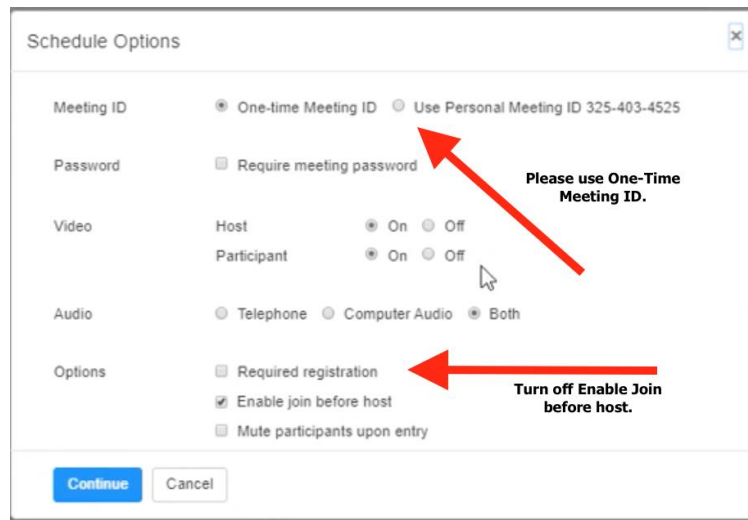 Schedule Options
Meeting ID One-time Meeting ID Use Personal Meeting ID 325-403-4525
Password Require meeting password
Please use One-Time
Meeting ID.
Video Host On Off
Participant On Off
Audio Telephone Computer Audio Both
Options Required registration
Turn off Enable Join
before host.
Enable join before host
Mute participants upon entry
Continue Cancel